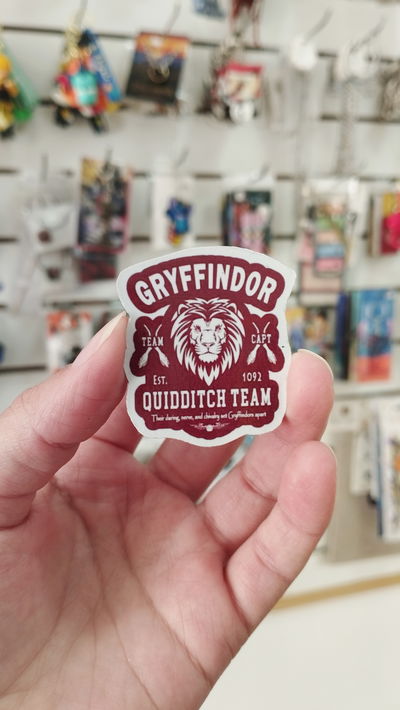 GRYFFINDOR
TEAM CAPT
EST. 1092
QUIDDITCH TEAM
Their daring, nerve, and chivalry set Gryffindors apart